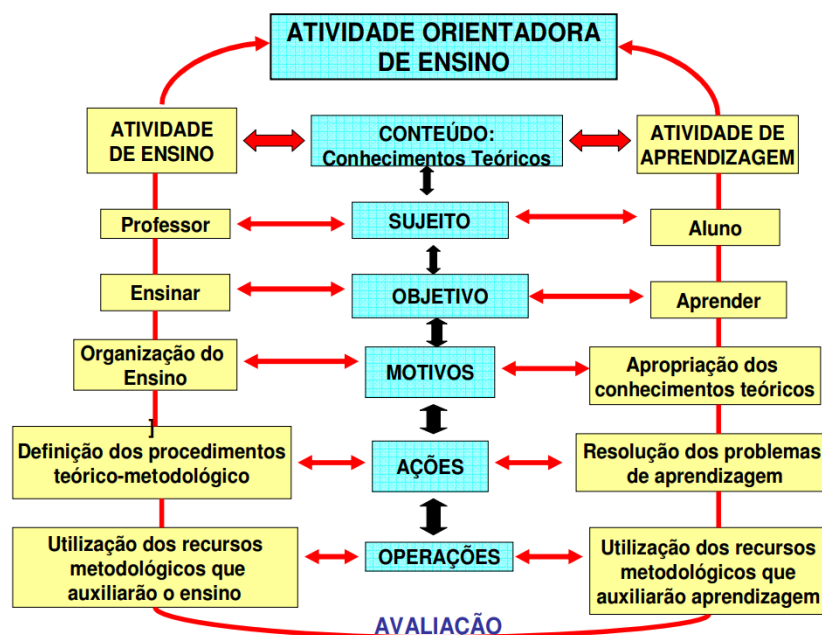 ATIVIDADE ORIENTADORA
DE ENSINO
ATIVIDADE
DE ENSINO
CONTEÚDO:
Conhecimentos Teóricos
ATIVIDADE DE
APRENDIZAGEM
Professor
SUJEITO
Aluno
Ensinar
OBJETIVO
Aprender
Organização do
Ensino
MOTIVOS
Apropriação dos
conhecimentos teóricos
]
Definição dos procedimentos
teórico-metodológico
AÇÕES
Resolução dos problemas
de aprendizagem
Utilização dos recursos
metodológicos que
auxiliarão o ensino
OPERAÇÕES
Utilização dos recursos
metodológicos que
auxiliarão aprendizagem
AVALIAÇÃO